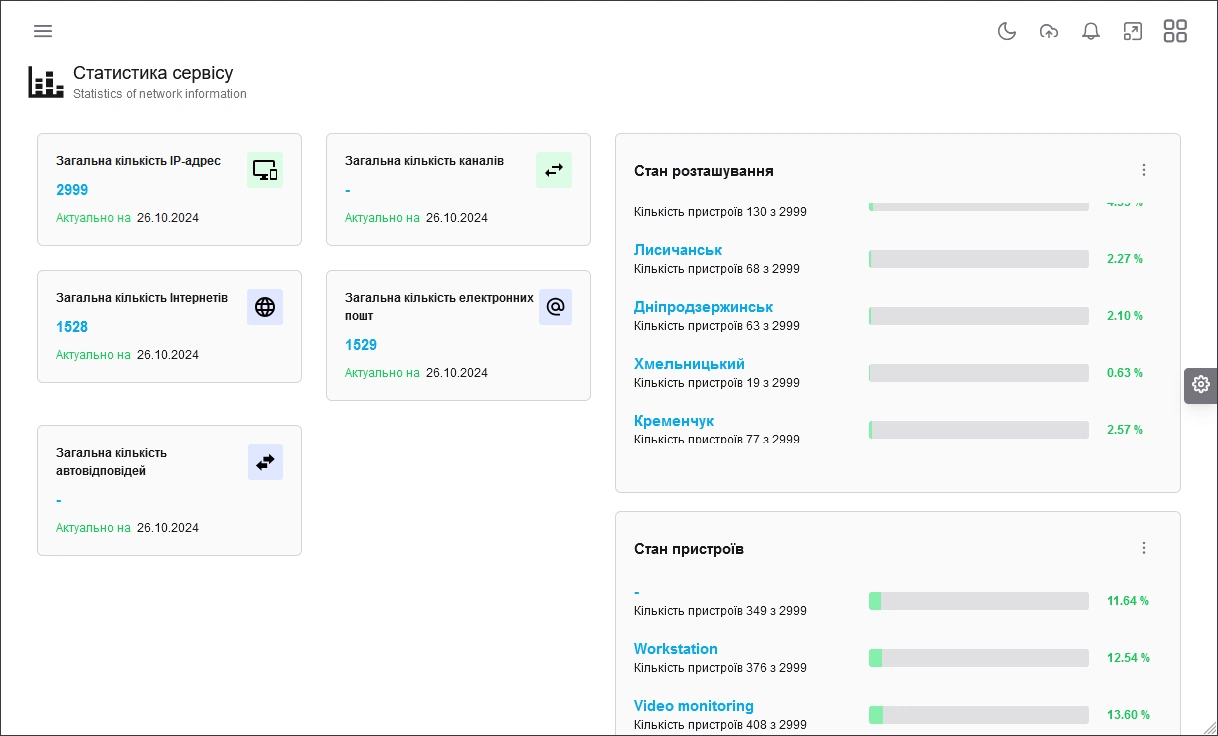 Статистика сервісу
Statistics of network information
Загальна кількість IP-адрес
2999
Актуально на 26.10.2024
Загальна кількість каналів
-
Актуально на 26.10.2024
Загальна кількість Інтернетів
1528
Актуально на 26.10.2024
Загальна кількість електронних
пошт
1529
Актуально на 26.10.2024
Загальна кількість
автовідповідей
-
Актуально на 26.10.2024
Стан розташування
Кількість пристроїв 130 з 2999
Лисичанськ
Кількість пристроїв 68 з 2999
2.27 %
Дніпродзержинськ
Кількість пристроїв 63 з 2999
2.10 %
Хмельницький
Кількість пристроїв 19 з 2999
0.63 %
Кременчук
Кількість пристроїв 77 з 2999
2.57 %
Стан пристроїв
-
Кількість пристроїв 349 з 2999
11.64 %
Workstation
Кількість пристроїв 376 з 2999
12.54 %
Video monitoring
Кількість пристроїв 408 з 2999
13.60 %